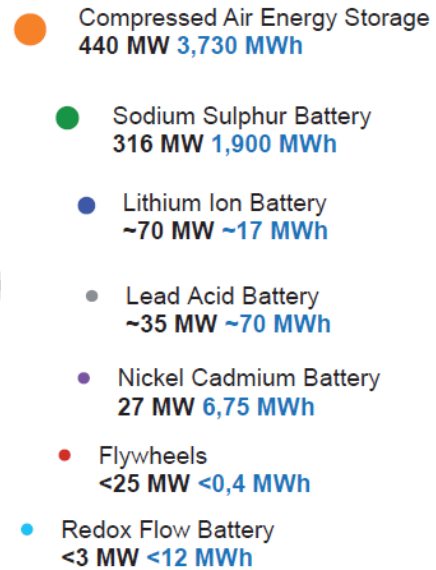 Compressed Air Energy Storage
440 MW 3,730 MWh
Sodium Sulphur Battery
316 MW 1,900 MWh
Lithium Ion Battery
~70 MW ~17 MWh
Lead Acid Battery
~35 MW ~70 MWh
Nickel Cadmium Battery
27 MW 6,75 MWh
Flywheels
<25 MW <0,4 MWh
Redox Flow Battery
<3 MW <12 MWh